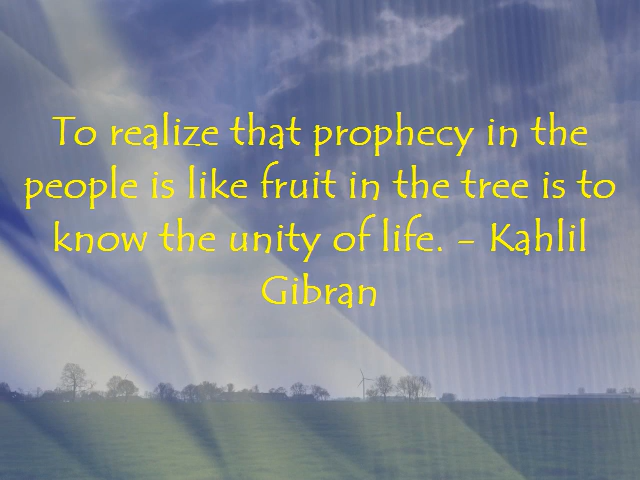 To realize that prophecy in the
people is like fruit in the tree is to
know the unity of life. - Kahlil
Gibran